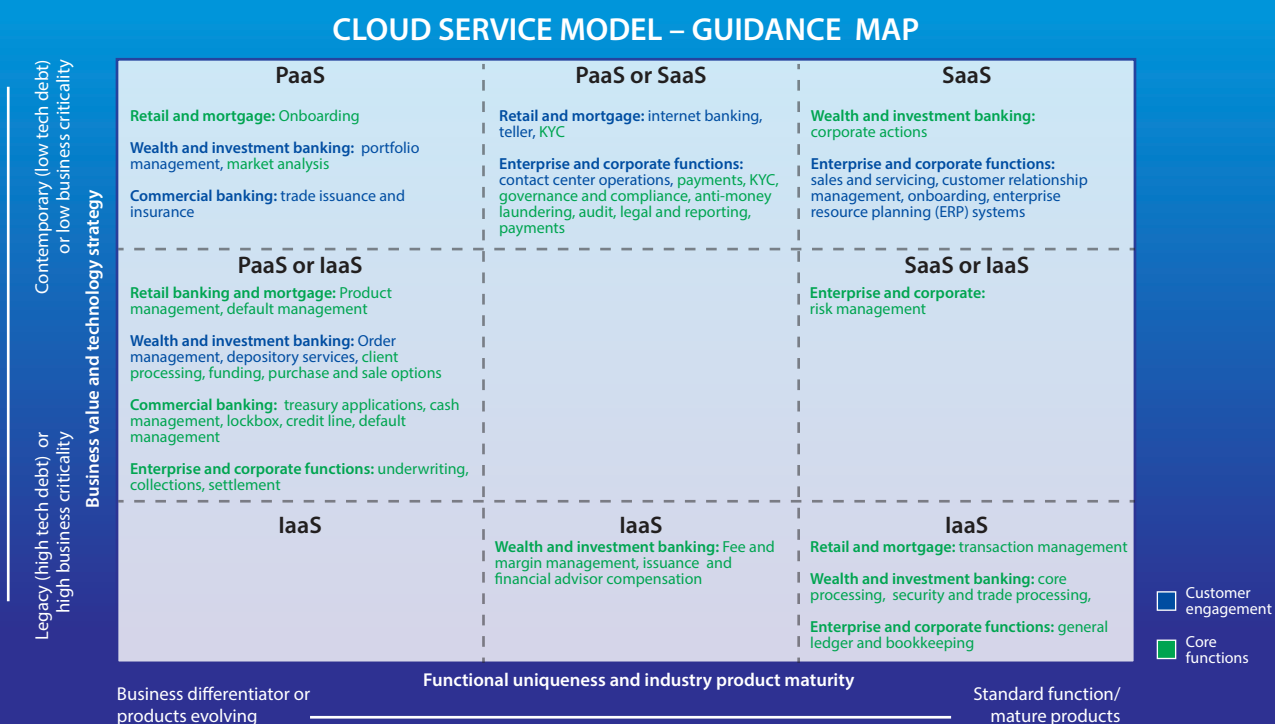 CLOUD SERVICE MODEL – GUIDANCE MAP
Contemporary (low tech debt)
or low business criticality
Business value and technology strategy
Legacy (high tech debt) or
high business criticality
PaaS
Retail and mortgage: Onboarding
Wealth and investment banking: portfolio
management, market analysis
Commercial banking: trade issuance and
insurance
PaaS or SaaS
Retail and mortgage: internet banking,
teller, KYC
Enterprise and corporate functions:
contact center operations, payments, KYC,
governance and compliance, anti-money
laundering, audit, legal and reporting,
payments
SaaS
Wealth and investment banking:
corporate actions
Enterprise and corporate functions:
sales and servicing, customer relationship
management, onboarding, enterprise
resource planning (ERP) systems
PaaS or IaaS
Retail banking and mortgage: Product
management, default management
Wealth and investment banking: Order
management, depository services, client
processing, funding, purchase and sale options
Commercial banking: treasury applications, cash
management, lockbox, credit line, default
management
Enterprise and corporate functions: underwriting,
collections, settlement
SaaS or IaaS
Enterprise and corporate:
risk management
IaaS
IaaS
Wealth and investment banking: Fee and
margin management, issuance and
financial advisor compensation
IaaS
Retail and mortgage: transaction management
Wealth and investment banking: core
processing, security and trade processing,
Enterprise and corporate functions: general
ledger and bookkeeping
Customer
engagement
Core
functions
Functional uniqueness and industry product maturity
Business differentiator or
products evolving
Standard function/
mature products